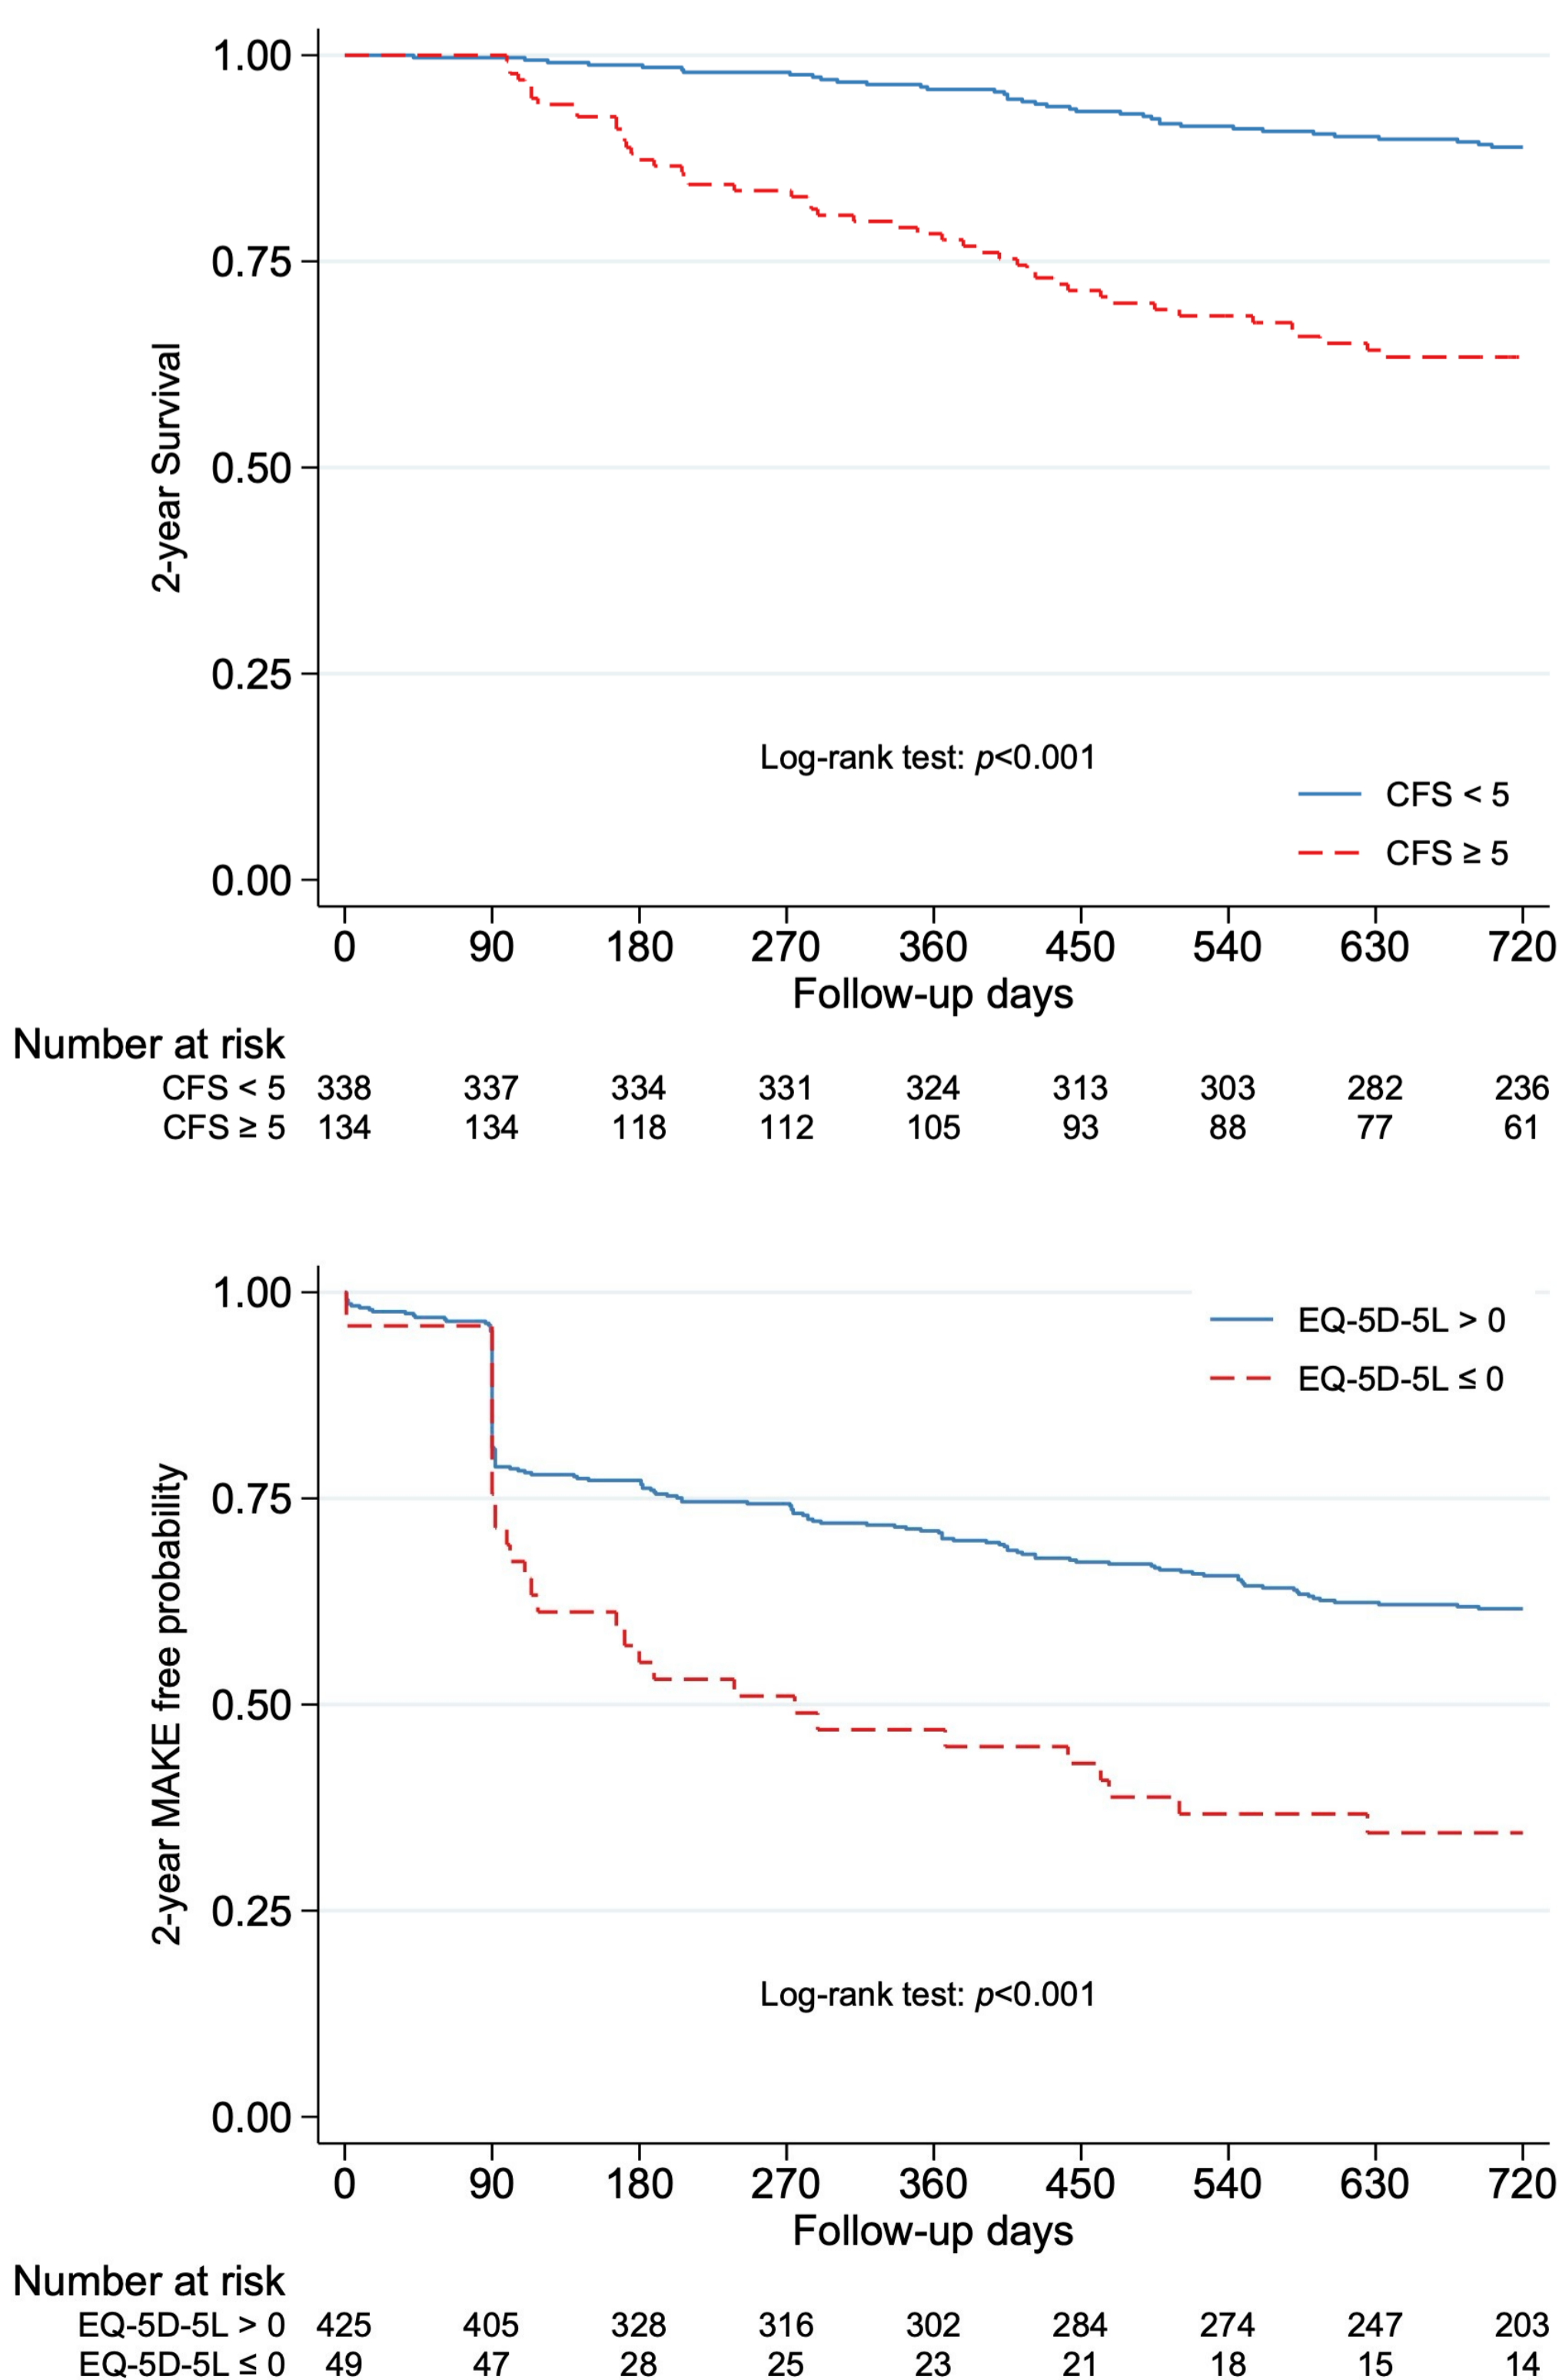 1.00
0.75
0.50
0.25
0.00
2-year Survival
Log-rank test: p<0.001
CFS < 5
CFS ≥ 5
0 90 180 270 360 450 540 630 720
Follow-up days
Number at risk
CFS < 5 338 337 334 331 324 313 303 282 236
CFS ≥ 5 134 134 118 112 105 93 88 77 61
1.00
0.75
0.50
0.25
0.00
2-year MAKE free probability
EQ-5D-5L > 0
EQ-5D-5L ≤ 0
Log-rank test: p<0.001
0 90 180 270 360 450 540 630 720
Follow-up days
Number at risk
EQ-5D-5L > 0 425 405 328 316 302 284 274 247 203
EQ-5D-5L ≤ 0 49 47 28 25 23 21 18 15 14